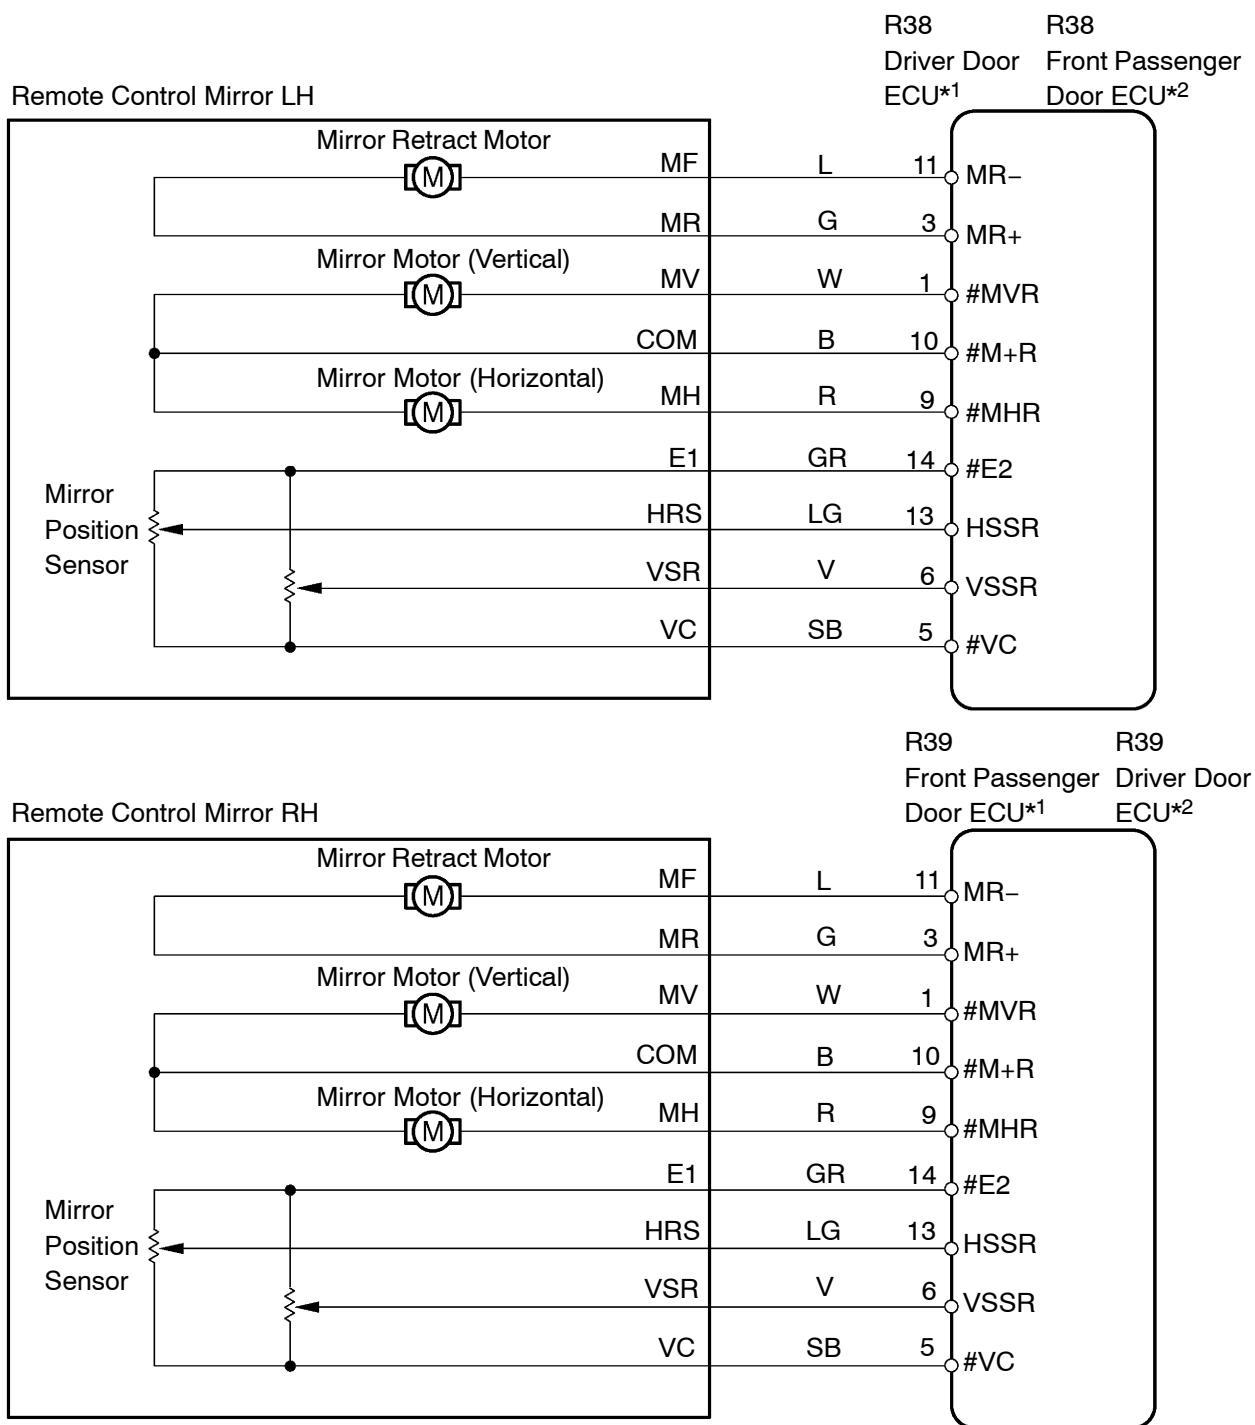 R38 R38
Driver Door Front Passenger
ECU*1 Door ECU*2
Remote Control Mirror LH
Mirror Retract Motor
M
MF L 11 MR−
MR G 3 MR+
Mirror Motor (Vertical)
M
MV W 1 #MVR
COM B 10 #M+R
Mirror Motor (Horizontal)
M
MH R 9 #MHR
E1 GR 14 #E2
Mirror
Position
Sensor
HRS LG 13 HSSR
VSR V 6 VSSR
VC SB 5 #VC
R39 R39
Front Passenger Driver Door
Door ECU*1 ECU*2
Remote Control Mirror RH
Mirror Retract Motor
M
MF L 11 MR−
MR G 3 MR+
Mirror Motor (Vertical)
M
MV W 1 #MVR
COM B 10 #M+R
Mirror Motor (Horizontal)
M
MH R 9 #MHR
E1 GR 14 #E2
Mirror
Position
Sensor
HRS LG 13 HSSR
VSR V 6 VSSR
VC SB 5 #VC